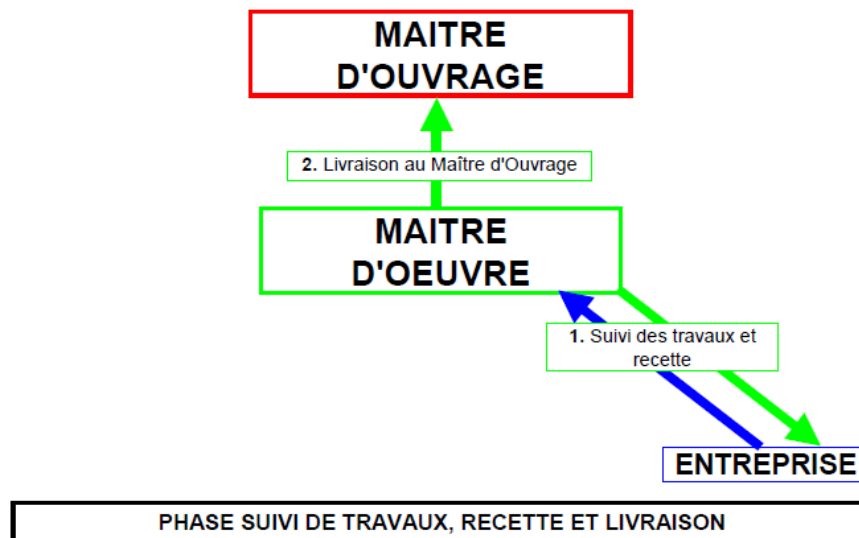 MAITRE
D'OUVRAGE
2. Livraison au Maître d'Ouvrage
MAITRE
D'OEUVRE
1. Suivi des travaux et
recette
ENTREPRISE
PHASE SUIVI DE TRAVAUX, RECETTE ET LIVRAISON